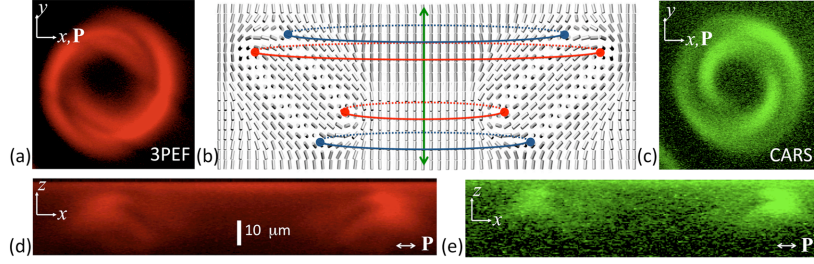 y
x,P
(a)
3PEF
(b)
y
x,P
(c)
CARS
z
x
(d)
10 μm
↔ P
z
x
(e)
↔ P